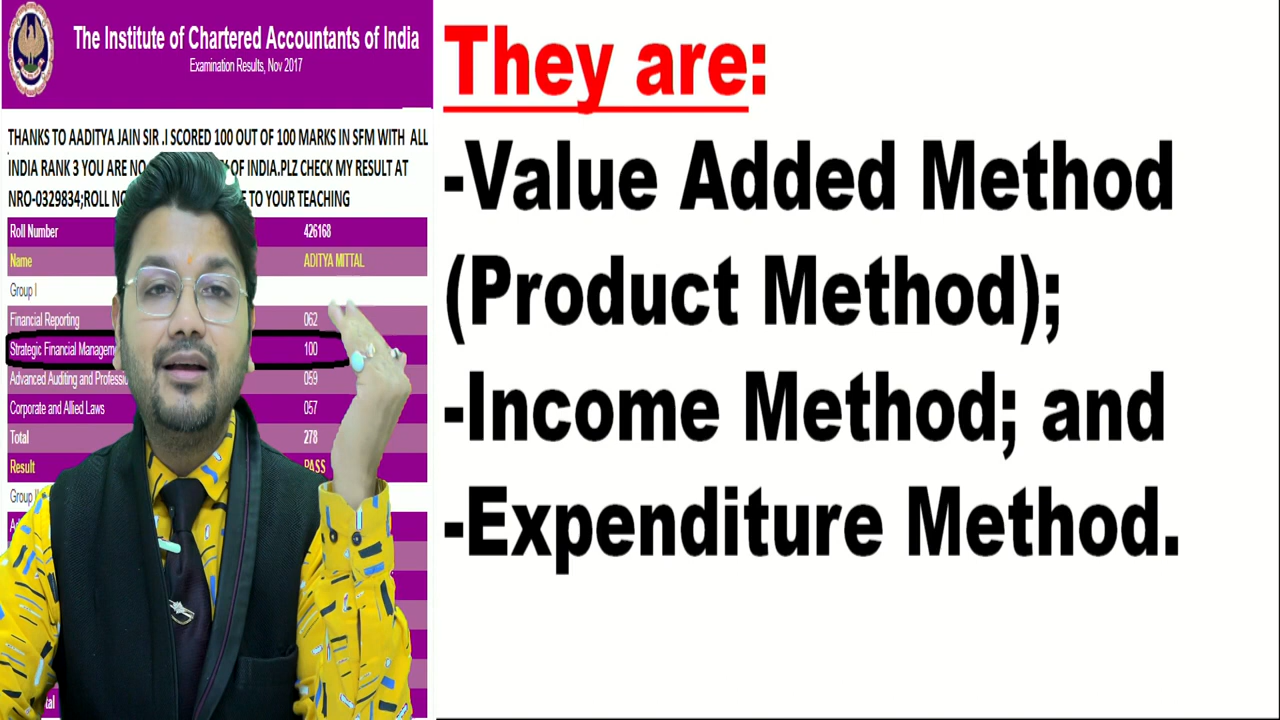 The Institute of Chartered Accountants of India
Examination Results, Nov 2017
THANKS TO AADITYA JAIN SIR .I SCORED 100 OUT OF 100 MARKS IN SFM WITH ALL
INDIA RANK 3 YOU ARE NO OF INDIA.PLZ CHECK MY RESULT AT
NRO-0329834;ROLL TO YOUR TEACHING
Roll Number 426168
Name ADITYA MITTAL
Group I
Financial Reporting 062
Strategic Financial 100
Advanced Auditing and 059
Corporate and Allied Laws 057
Total 278
Result PASS
Group
They are:
-Value Added Method
(Product Method);
-Income Method; and
-Expenditure Method.